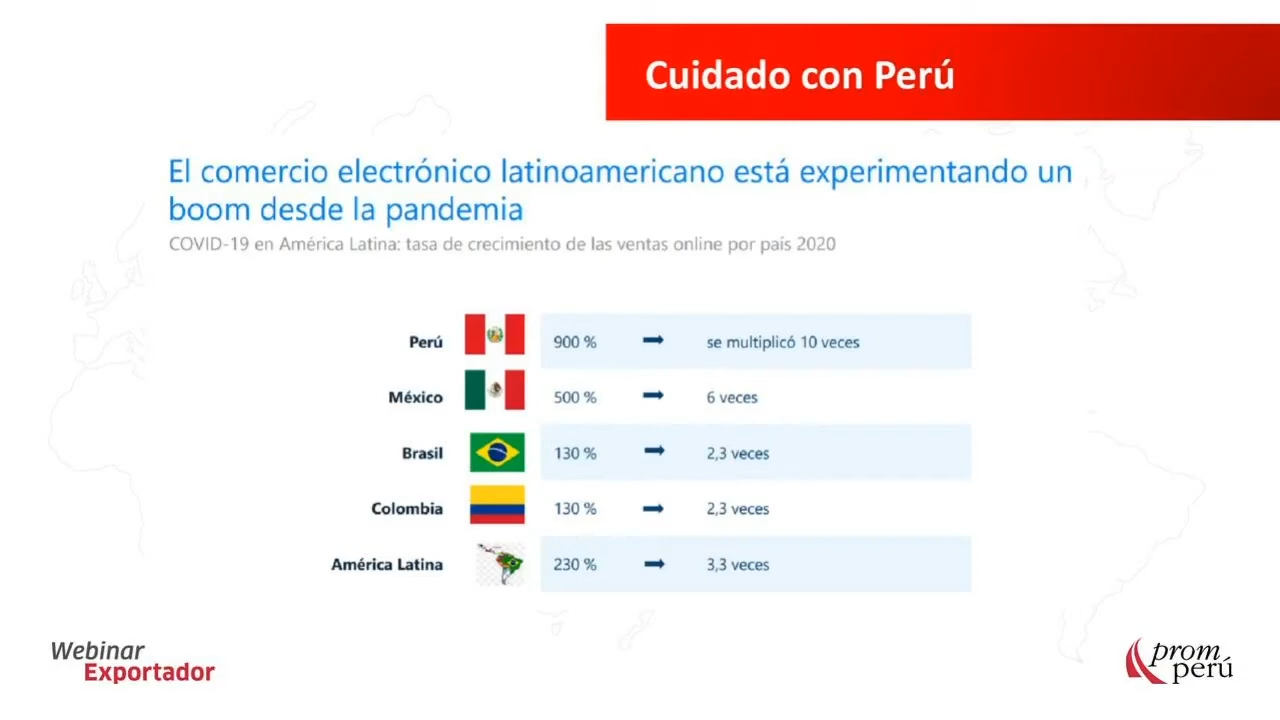 Cuidado con Perú
El comercio electrónico latinoamericano está experimentando un
boom desde la pandemia
COVID-19 en América Latina: tasa de crecimiento de las ventas online por país 2020
Perú 900 % se multiplicó 10 veces
México 500 % 6 veces
Brasil 130 % 2,3 veces
Colombia 130 % 2,3 veces
América Latina 230 % 3,3 veces
Webinar
Exportador
prom
perú